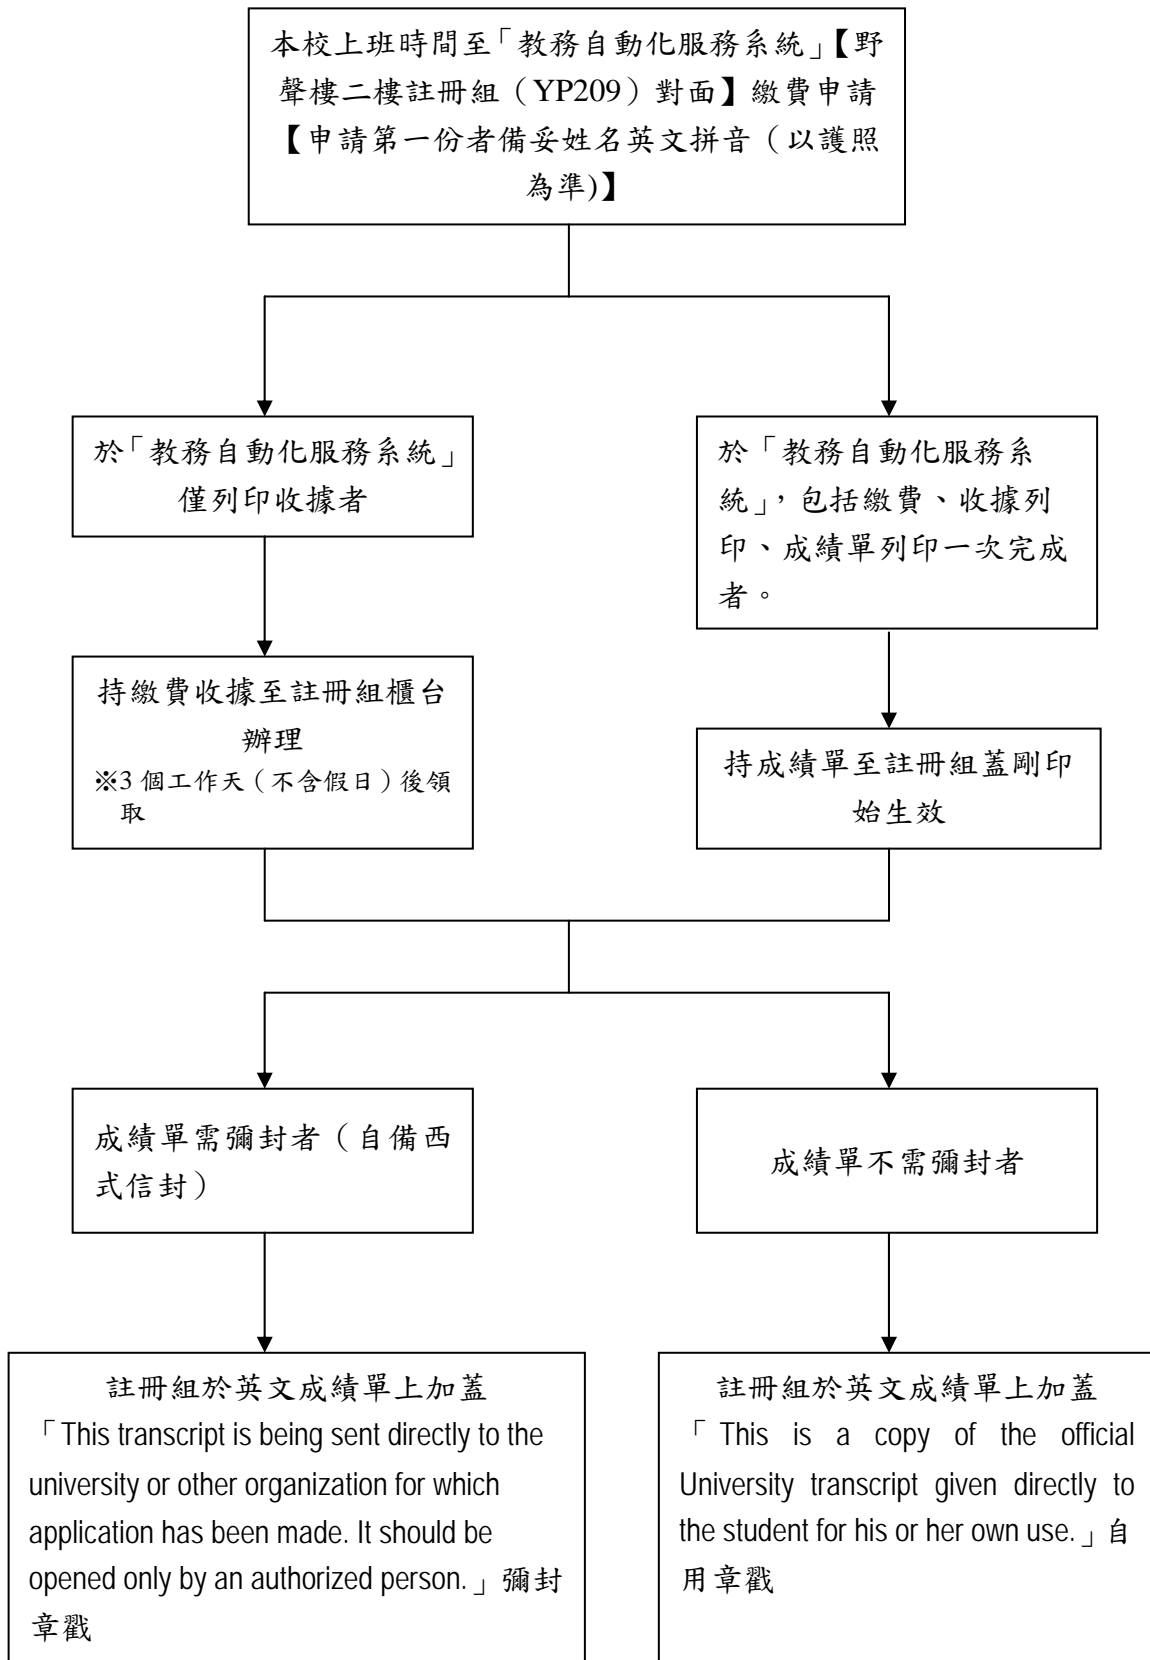 本校上班時間至「教務自動化服務系統」【野
聲樓二樓註冊組（YP209）對面】繳費申請
【申請第一份者備妥姓名英文拼音（以護照
為準)】
於「教務自動化服務系統」
僅列印收據者
於「教務自動化服務系
統」，包括繳費、收據列
印、成績單列印一次完成
者。
持繳費收據至註冊組櫃台
辦理
※3 個工作天（不含假日）後領
取
持成績單至註冊組蓋剛印
始生效
成績單需彌封者（自備西
式信封）
成績單不需彌封者
註冊組於英文成績單上加蓋
「This transcript is being sent directly to the
university or other organization for which
application has been made. It should be
opened only by an authorized person.」彌封
章戳
註冊組於英文成績單上加蓋
「This is a copy of the official
University transcript given directly to
the student for his or her own use.」自
用章戳